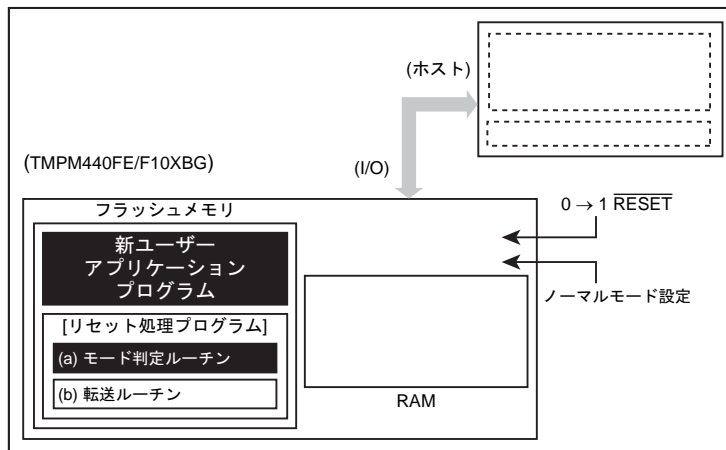 (ホスト)
(TMPM440FE/F10XBG)
(I/O)
フラッシュメモリ
0 → 1 RESET
新ユーザー
アプリケーション
プログラム
ノーマルモード設定
[リセット処理プログラム]
(a) モード判定ルーチン
(b) 転送ルーチン
RAM